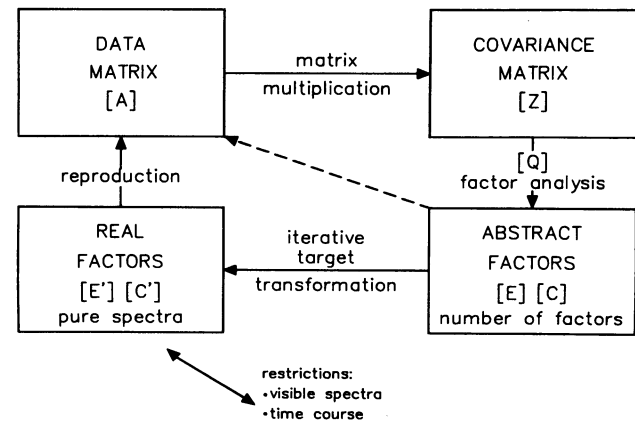 DATA
MATRIX
[A]
matrix
multiplication
COVARIANCE
MATRIX
[Z]
[Q]
factor analysis
reproduction
REAL
FACTORS
[E'] [C']
pure spectra
iterative
target
transformation
ABSTRACT
FACTORS
[E] [C]
number of factors
restrictions:
•visible spectra
•time course